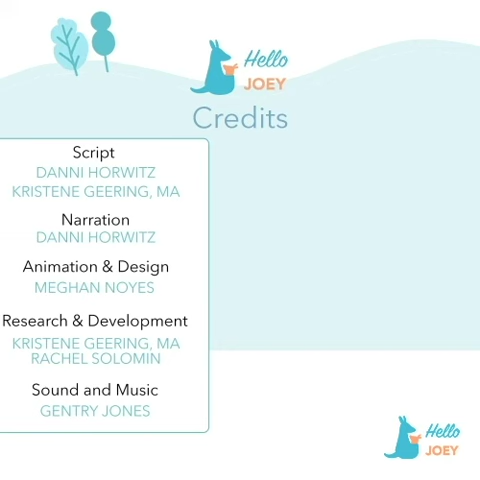 Hello
JOEY
Credits
Script
DANNI HORWITZ
KRISTENE GEERING, MA
Narration
DANNI HORWITZ
Animation & Design
MEGHAN NOYES
Research & Development
KRISTENE GEERING, MA
RACHEL SOLOMIN
Sound and Music
GENTRY JONES
Hello
JOEY